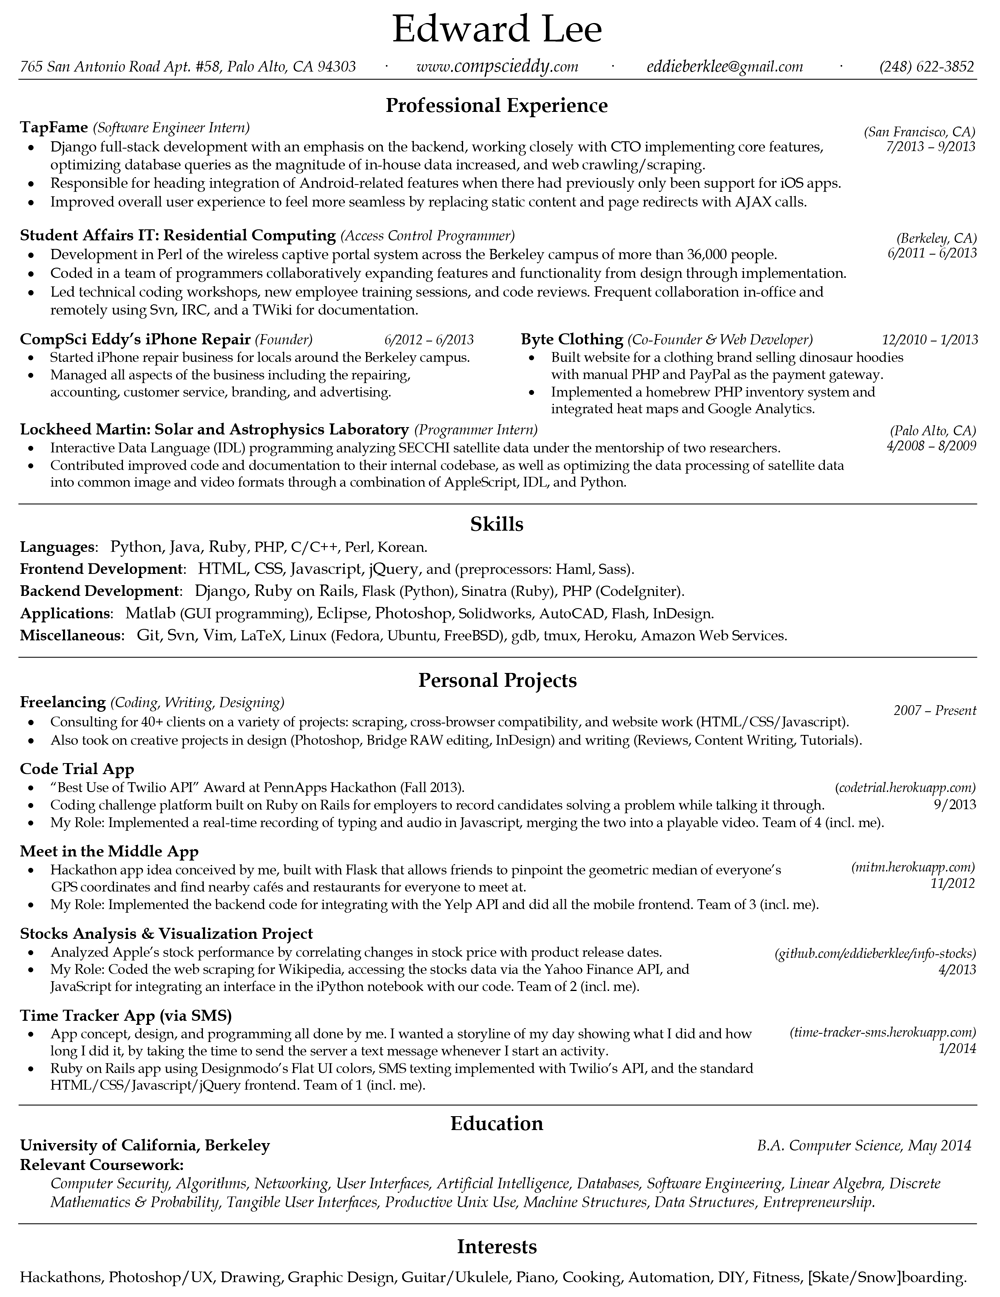 Edward Lee
765 San Antonio Road Apt. #58, Palo Alto, CA 94303 · www.compscieddy.com · eddieberklee@gmail.com · (248) 622-3852
Professional Experience
TapFame (Software Engineer Intern) (San Francisco, CA)
• Django full-stack development with an emphasis on the backend, working closely with CTO implementing core features, 7/2013 – 9/2013
optimizing database queries as the magnitude of in-house data increased, and web crawling/scraping.
• Responsible for heading integration of Android-related features when there had previously only been support for iOS apps.
• Improved overall user experience to feel more seamless by replacing static content and page redirects with AJAX calls.
Student Affairs IT: Residential Computing (Access Control Programmer) (Berkeley, CA)
• Development in Perl of the wireless captive portal system across the Berkeley campus of more than 36,000 people. 6/2011 – 6/2013
• Coded in a team of programmers collaboratively expanding features and functionality from design through implementation.
• Led technical coding workshops, new employee training sessions, and code reviews. Frequent collaboration in-office and
remotely using Svn, IRC, and a TWiki for documentation.
CompSci Eddy's iPhone Repair (Founder) 6/2012 – 6/2013
• Started iPhone repair business for locals around the Berkeley campus.
• Managed all aspects of the business including the repairing,
accounting, customer service, branding, and advertising.
Byte Clothing (Co-Founder & Web Developer) 12/2010 – 1/2013
• Built website for a clothing brand selling dinosaur hoodies
with manual PHP and PayPal as the payment gateway.
• Implemented a homebrew PHP inventory system and
integrated heat maps and Google Analytics.
Lockheed Martin: Solar and Astrophysics Laboratory (Programmer Intern) (Palo Alto, CA)
• Interactive Data Language (IDL) programming analyzing SECCHI satellite data under the mentorship of two researchers. 4/2008 – 8/2009
• Contributed improved code and documentation to their internal codebase, as well as optimizing the data processing of satellite data
into common image and video formats through a combination of AppleScript, IDL, and Python.
Skills
Languages: Python, Java, Ruby, PHP, C/C++, Perl, Korean.
Frontend Development: HTML, CSS, Javascript, jQuery, and (preprocessors: Haml, Sass).
Backend Development: Django, Ruby on Rails, Flask (Python), Sinatra (Ruby), PHP (CodeIgniter).
Applications: Matlab (GUI programming), Eclipse, Photoshop, Solidworks, AutoCAD, Flash, InDesign.
Miscellaneous: Git, Svn, Vim, LaTeX, Linux (Fedora, Ubuntu, FreeBSD), gdb, tmux, Heroku, Amazon Web Services.
Personal Projects
Freelancing (Coding, Writing, Designing) 2007 – Present
• Consulting for 40+ clients on a variety of projects: scraping, cross-browser compatibility, and website work (HTML/CSS/Javascript).
• Also took on creative projects in design (Photoshop, Bridge RAW editing, InDesign) and writing (Reviews, Content Writing, Tutorials).
Code Trial App
• “Best Use of Twilio API” Award at PennApps Hackathon (Fall 2013). (codetrial.herokuapp.com)
• Coding challenge platform built on Ruby on Rails for employers to record candidates solving a problem while talking it through. 9/2013
• My Role: Implemented a real-time recording of typing and audio in Javascript, merging the two into a playable video. Team of 4 (incl. me).
Meet in the Middle App
• Hackathon app idea conceived by me, built with Flask that allows friends to pinpoint the geometric median of everyone's (mitm.herokuapp.com)
GPS coordinates and find nearby cafés and restaurants for everyone to meet at. 11/2012
• My Role: Implemented the backend code for integrating with the Yelp API and did all the mobile frontend. Team of 3 (incl. me).
Stocks Analysis & Visualization Project
• Analyzed Apple's stock performance by correlating changes in stock price with product release dates. (github.com/eddieberklee/info-stocks)
• My Role: Coded the web scraping for Wikipedia, accessing the stocks data via the Yahoo Finance API, and 4/2013
JavaScript for integrating an interface in the iPython notebook with our code. Team of 2 (incl. me).
Time Tracker App (via SMS)
• App concept, design, and programming all done by me. I wanted a storyline of my day showing what I did and how (time-tracker-sms.herokuapp.com)
long I did it, by taking the time to send the server a text message whenever I start an activity. 1/2014
• Ruby on Rails app using Designmodo's Flat UI colors, SMS texting implemented with Twilio's API, and the standard
HTML/CSS/Javascript/jQuery frontend. Team of 1 (incl. me).
Education
University of California, Berkeley B.A. Computer Science, May 2014
Relevant Coursework:
Computer Security, Algorithms, Networking, User Interfaces, Artificial Intelligence, Databases, Software Engineering, Linear Algebra, Discrete
Mathematics & Probability, Tangible User Interfaces, Productive Unix Use, Machine Structures, Data Structures, Entrepreneurship.
Interests
Hackathons, Photoshop/UX, Drawing, Graphic Design, Guitar/Ukulele, Piano, Cooking, Automation, DIY, Fitness, [Skate/Snow]boarding.